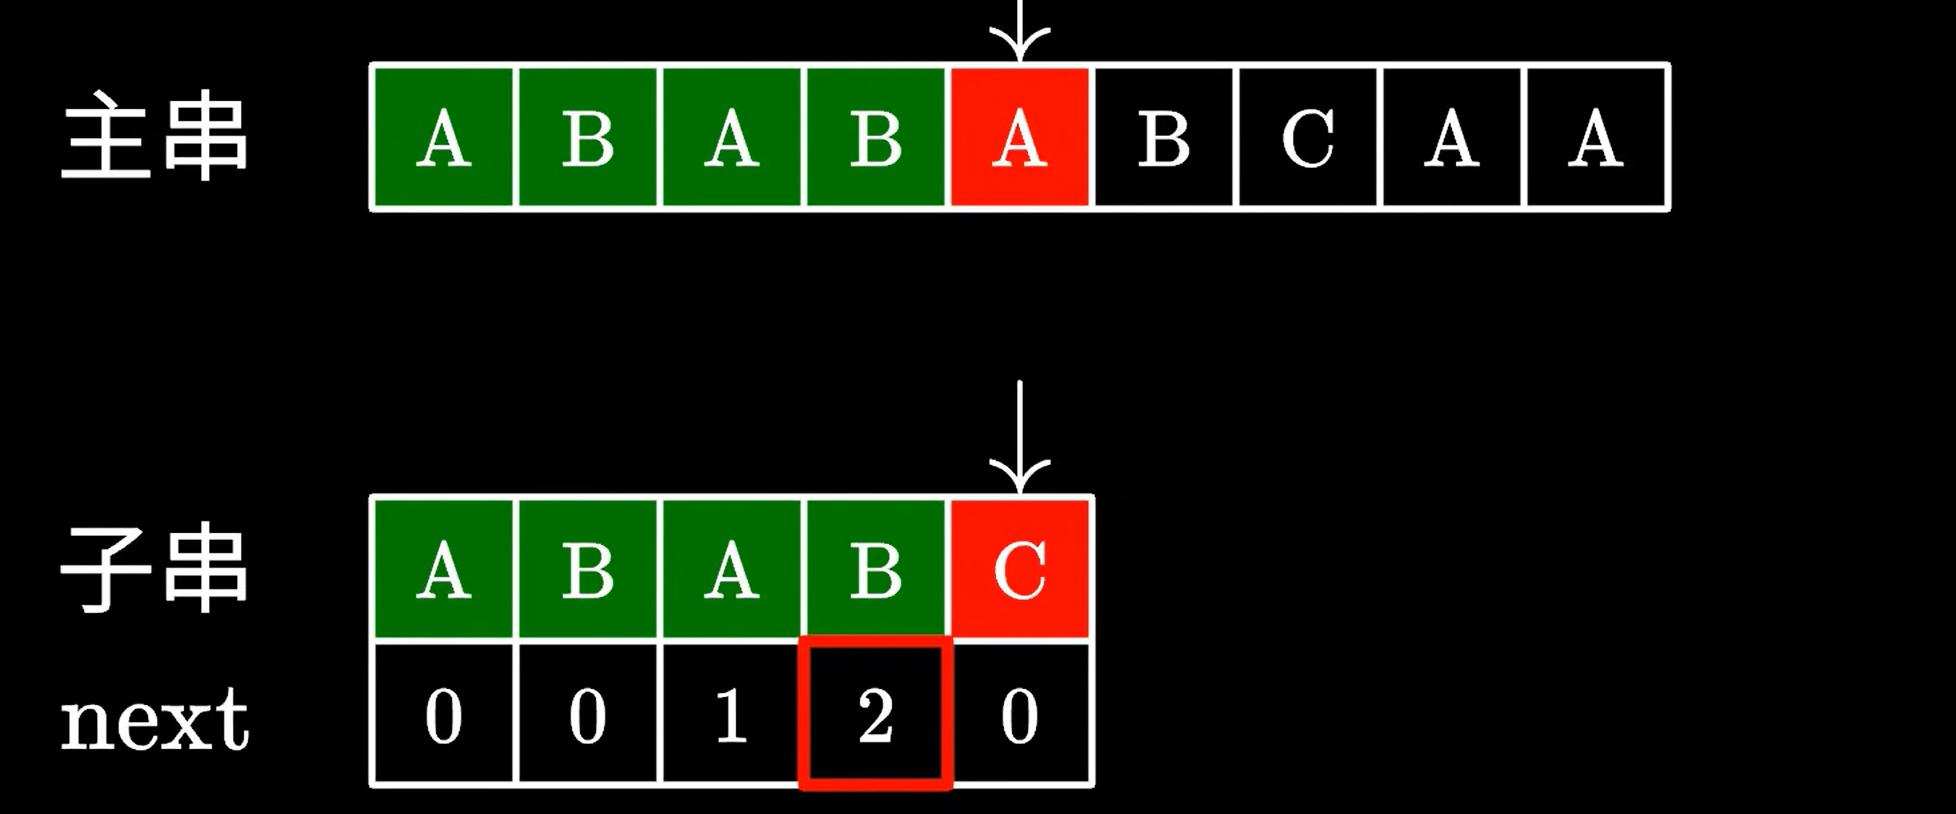 主串 A B A B A B C A A
子串 A B A B C
next 0 0 1 2 0